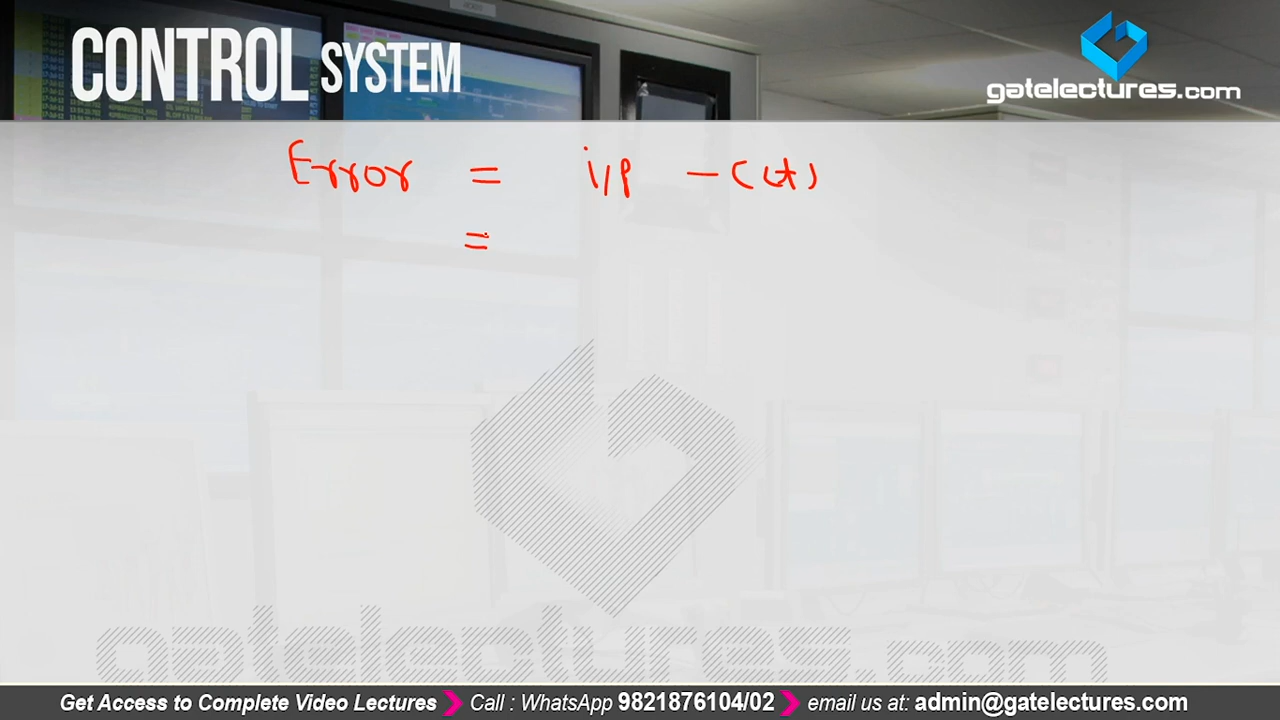 CONTROL SYSTEM
gatelectures.com
Error = i/p - c(t)
=
gatelectures.com
Get Access to Complete Video Lectures Call : WhatsApp 9821876104/02 email us at: admin@gatelectures.com